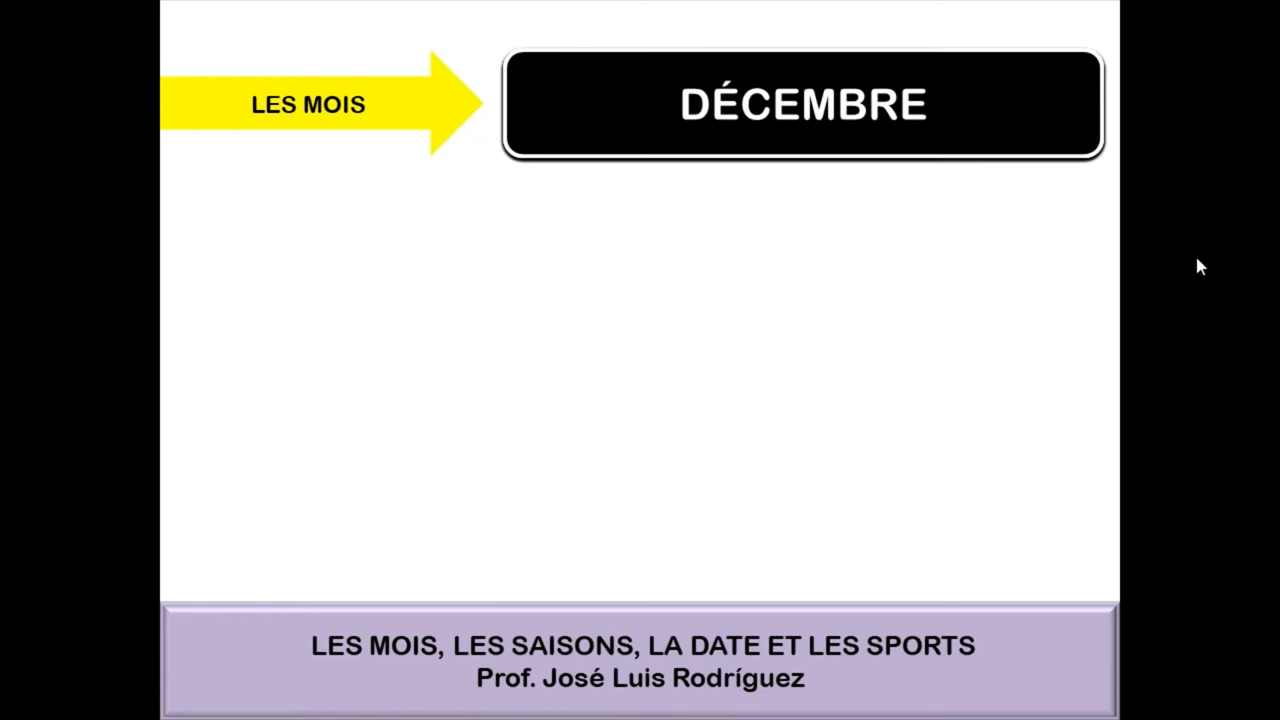 LES MOIS
DÉCEMBRE
LES MOIS, LES SAISONS, LA DATE ET LES SPORTS
Prof. José Luis Rodríguez